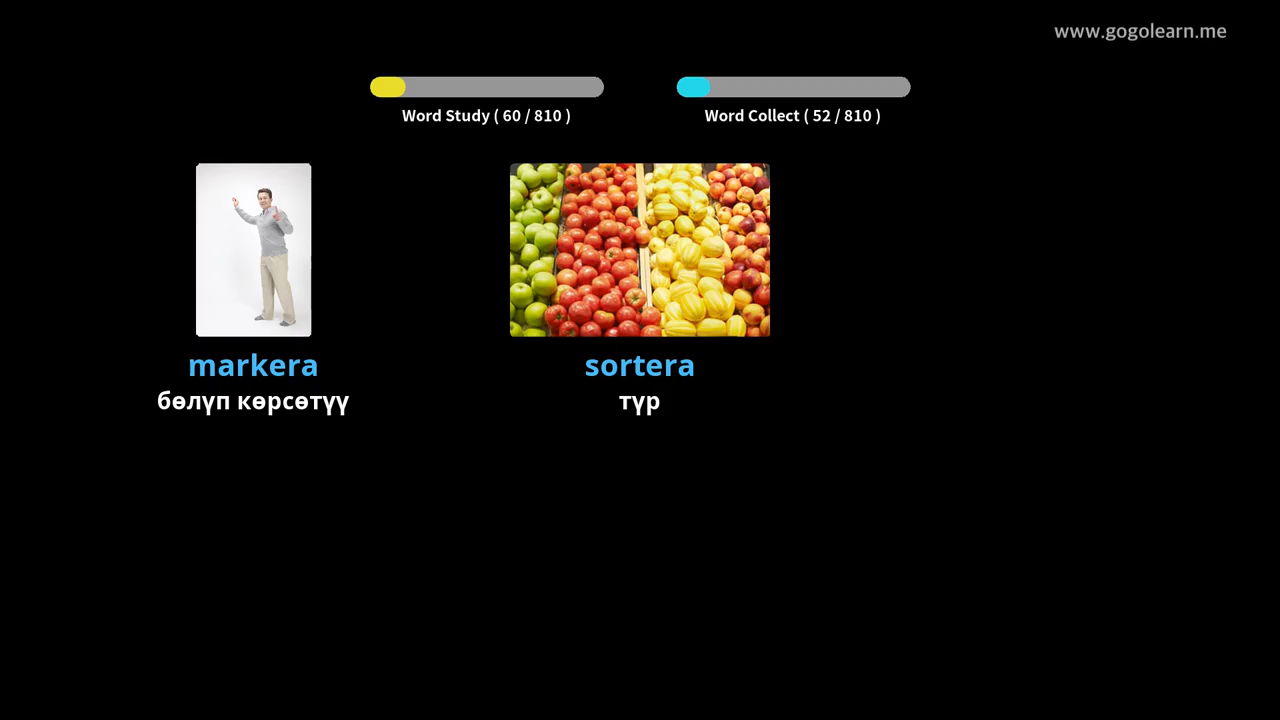 www.gogolearn.me
Word Study ( 60 / 810 )
Word Collect ( 52 / 810 )
markera
бөлүп көрсөтүү
sortera
түр